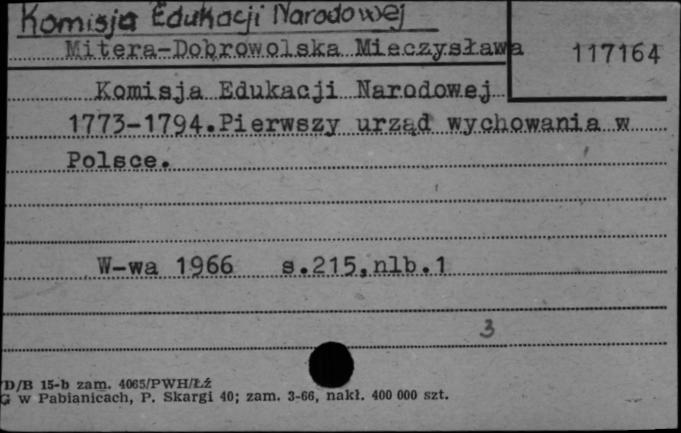 Komisja Edukacji Narodowej
Mitera-Dobrowolska Mieczysława
117164
Komisja Edukacji Narodowej
1773-1794.Pierwszy urząd wychowania w
Polsce.
W-wa 1966 s.215,nlb.1
3
D/B 15-b zam. 4065/PWH/Łź
G w Pabianicach, P. Skargi 40; zam. 3-66, nakł. 400 000 szt.